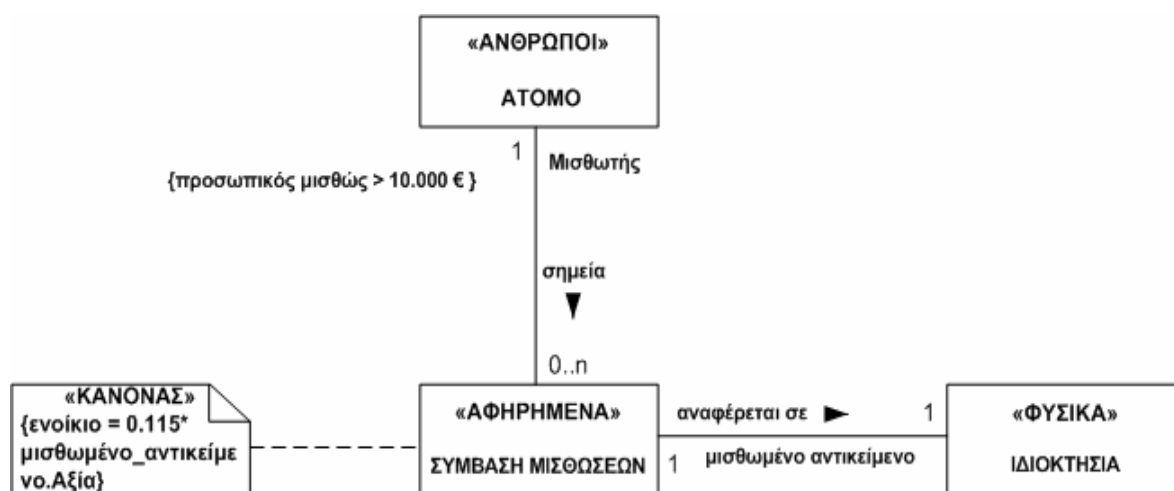 «ΑΝΘΡΩΠΟΙ»
ΑΤΟΜΟ
1
Μισθωτής
{προσωπικός μισθώς > 10.000 € }
σημεία
0..n
«ΚΑΝΟΝΑΣ»
{ενοίκιο = 0.115*
μισθωμένο_αντικείμε
νο.Αξία}
«ΑΦΗΡΗΜΕΝΑ»
ΣΥΜΒΑΣΗ ΜΙΣΘΩΣΕΩΝ
αναφέρεται σε
1
1
μισθωμένο αντικείμενο
«ΦΥΣΙΚΑ»
ΙΔΙΟΚΤΗΣΙΑ